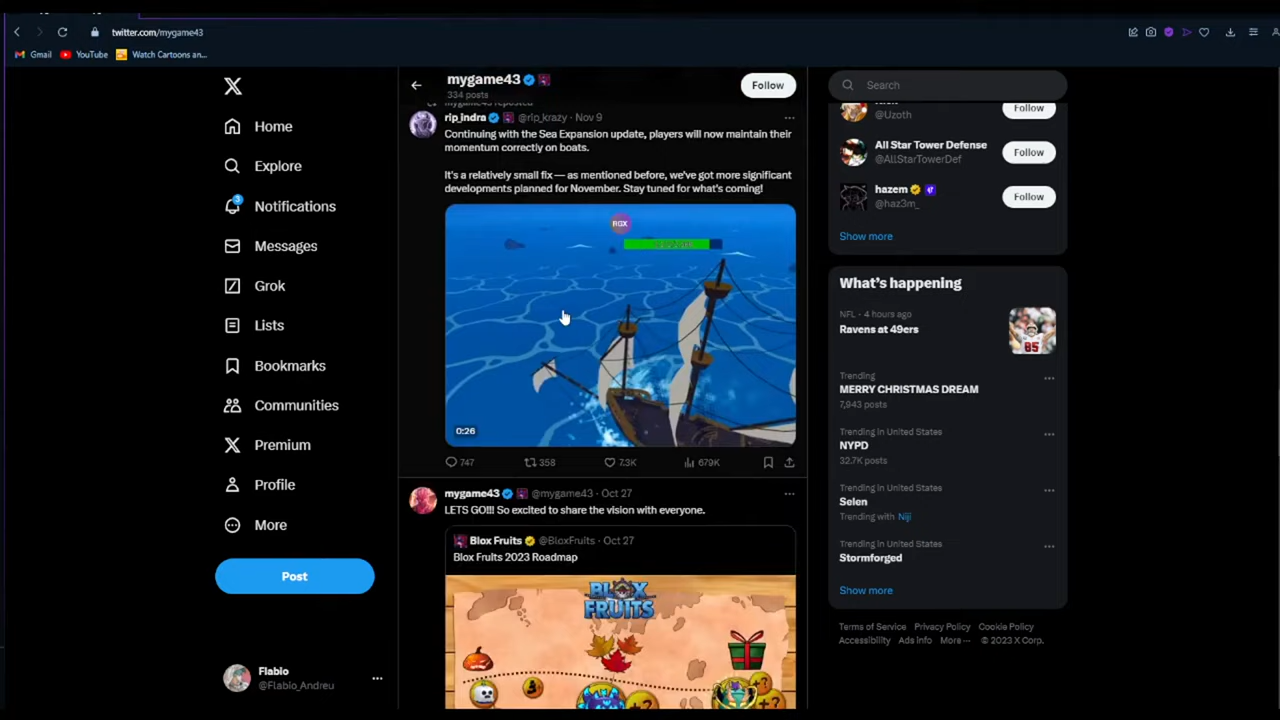 twitter.com/mygame43
Gmail
YouTube
Watch Cartoons an...
Home
Explore
3
Notifications
Messages
Grok
Lists
Bookmarks
Communities
Premium
Profile
More
Post
Flabio
@Flabio_Andreu
mygame43
334 posts
Follow
mygame43 reposted
rip_indra
@rip_krazy · Nov 9
Continuing with the Sea Expansion update, players will now maintain their
momentum correctly on boats.
It's a relatively small fix — as mentioned before, we've got more significant
developments planned for November. Stay tuned for what's coming!
RGX
0:26
747
358
7.3K
679K
mygame43
@mygame43 · Oct 27
LETS GO!!! So excited to share the vision with everyone.
Blox Fruits
@BloxFruits · Oct 27
Blox Fruits 2023 Roadmap
BLOX
FRUITS
+?
+?
Search
@Uzoth
Follow
All Star Tower Defense
@AllStarTowerDef
Follow
hazem
@haz3m_
Follow
Show more
What's happening
NFL · 4 hours ago
Ravens at 49ers
85
Trending
MERRY CHRISTMAS DREAM
7,943 posts
Trending in United States
NYPD
32.7K posts
Trending in United States
Selen
Trending with Niji
Trending in United States
Stormforged
Show more
Terms of Service Privacy Policy Cookie Policy
Accessibility Ads Info More ··· © 2023 X Corp.